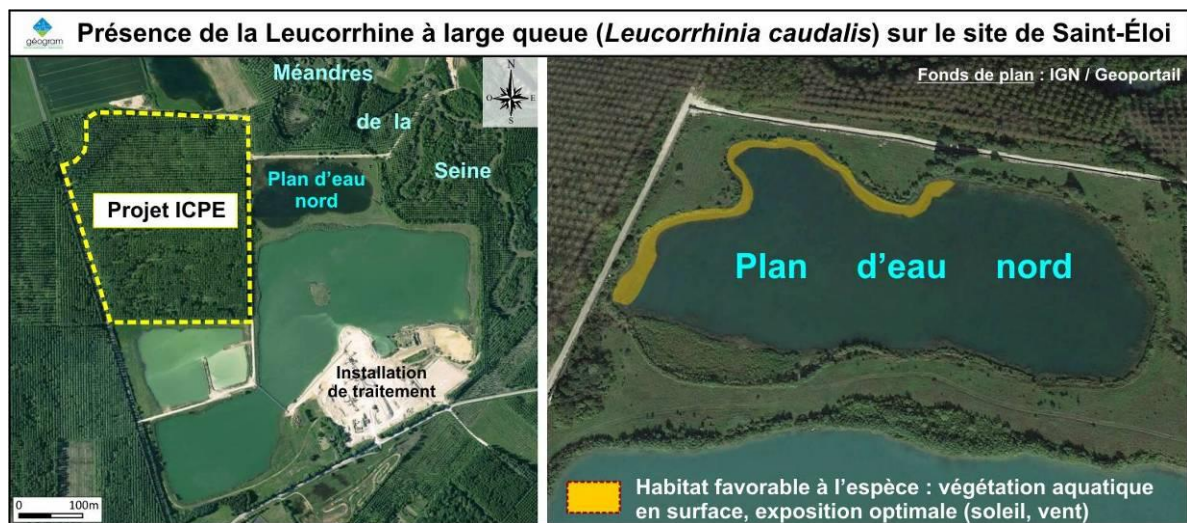 géogram
Présence de la Leucorrhine à large queue (Leucorrhinia caudalis) sur le site de Saint-Éloi
Méandres
de la
Seine
N
O
E
S
Plan d'eau
nord
Projet ICPE
Installation
de traitement
0
100m
Fonds de plan : IGN / Geoportail
Plan d'eau nord
Habitat favorable à l'espèce : végétation aquatique
en surface, exposition optimale (soleil, vent)